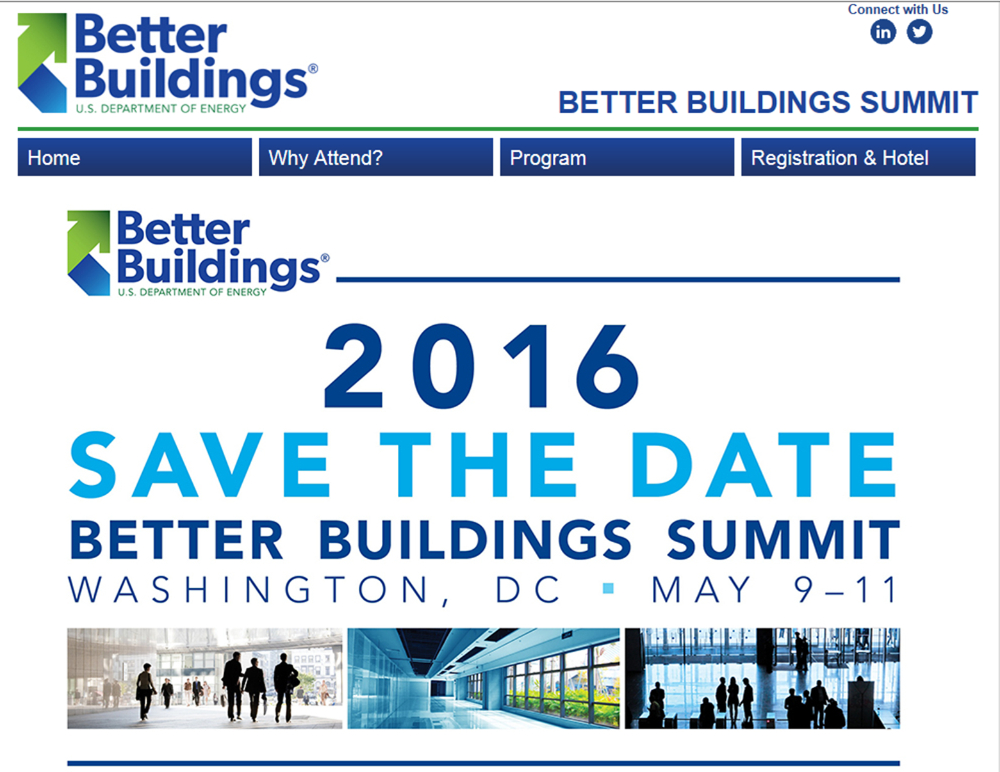 Connect with Us
in
Better
Buildings®
U.S. DEPARTMENT OF ENERGY
BETTER BUILDINGS SUMMIT
Home
Why Attend?
Program
Registration & Hotel
Better
Buildings®
U.S. DEPARTMENT OF ENERGY
2016
SAVE THE DATE
BETTER BUILDINGS SUMMIT
WASHINGTON, DC ▪ MAY 9–11